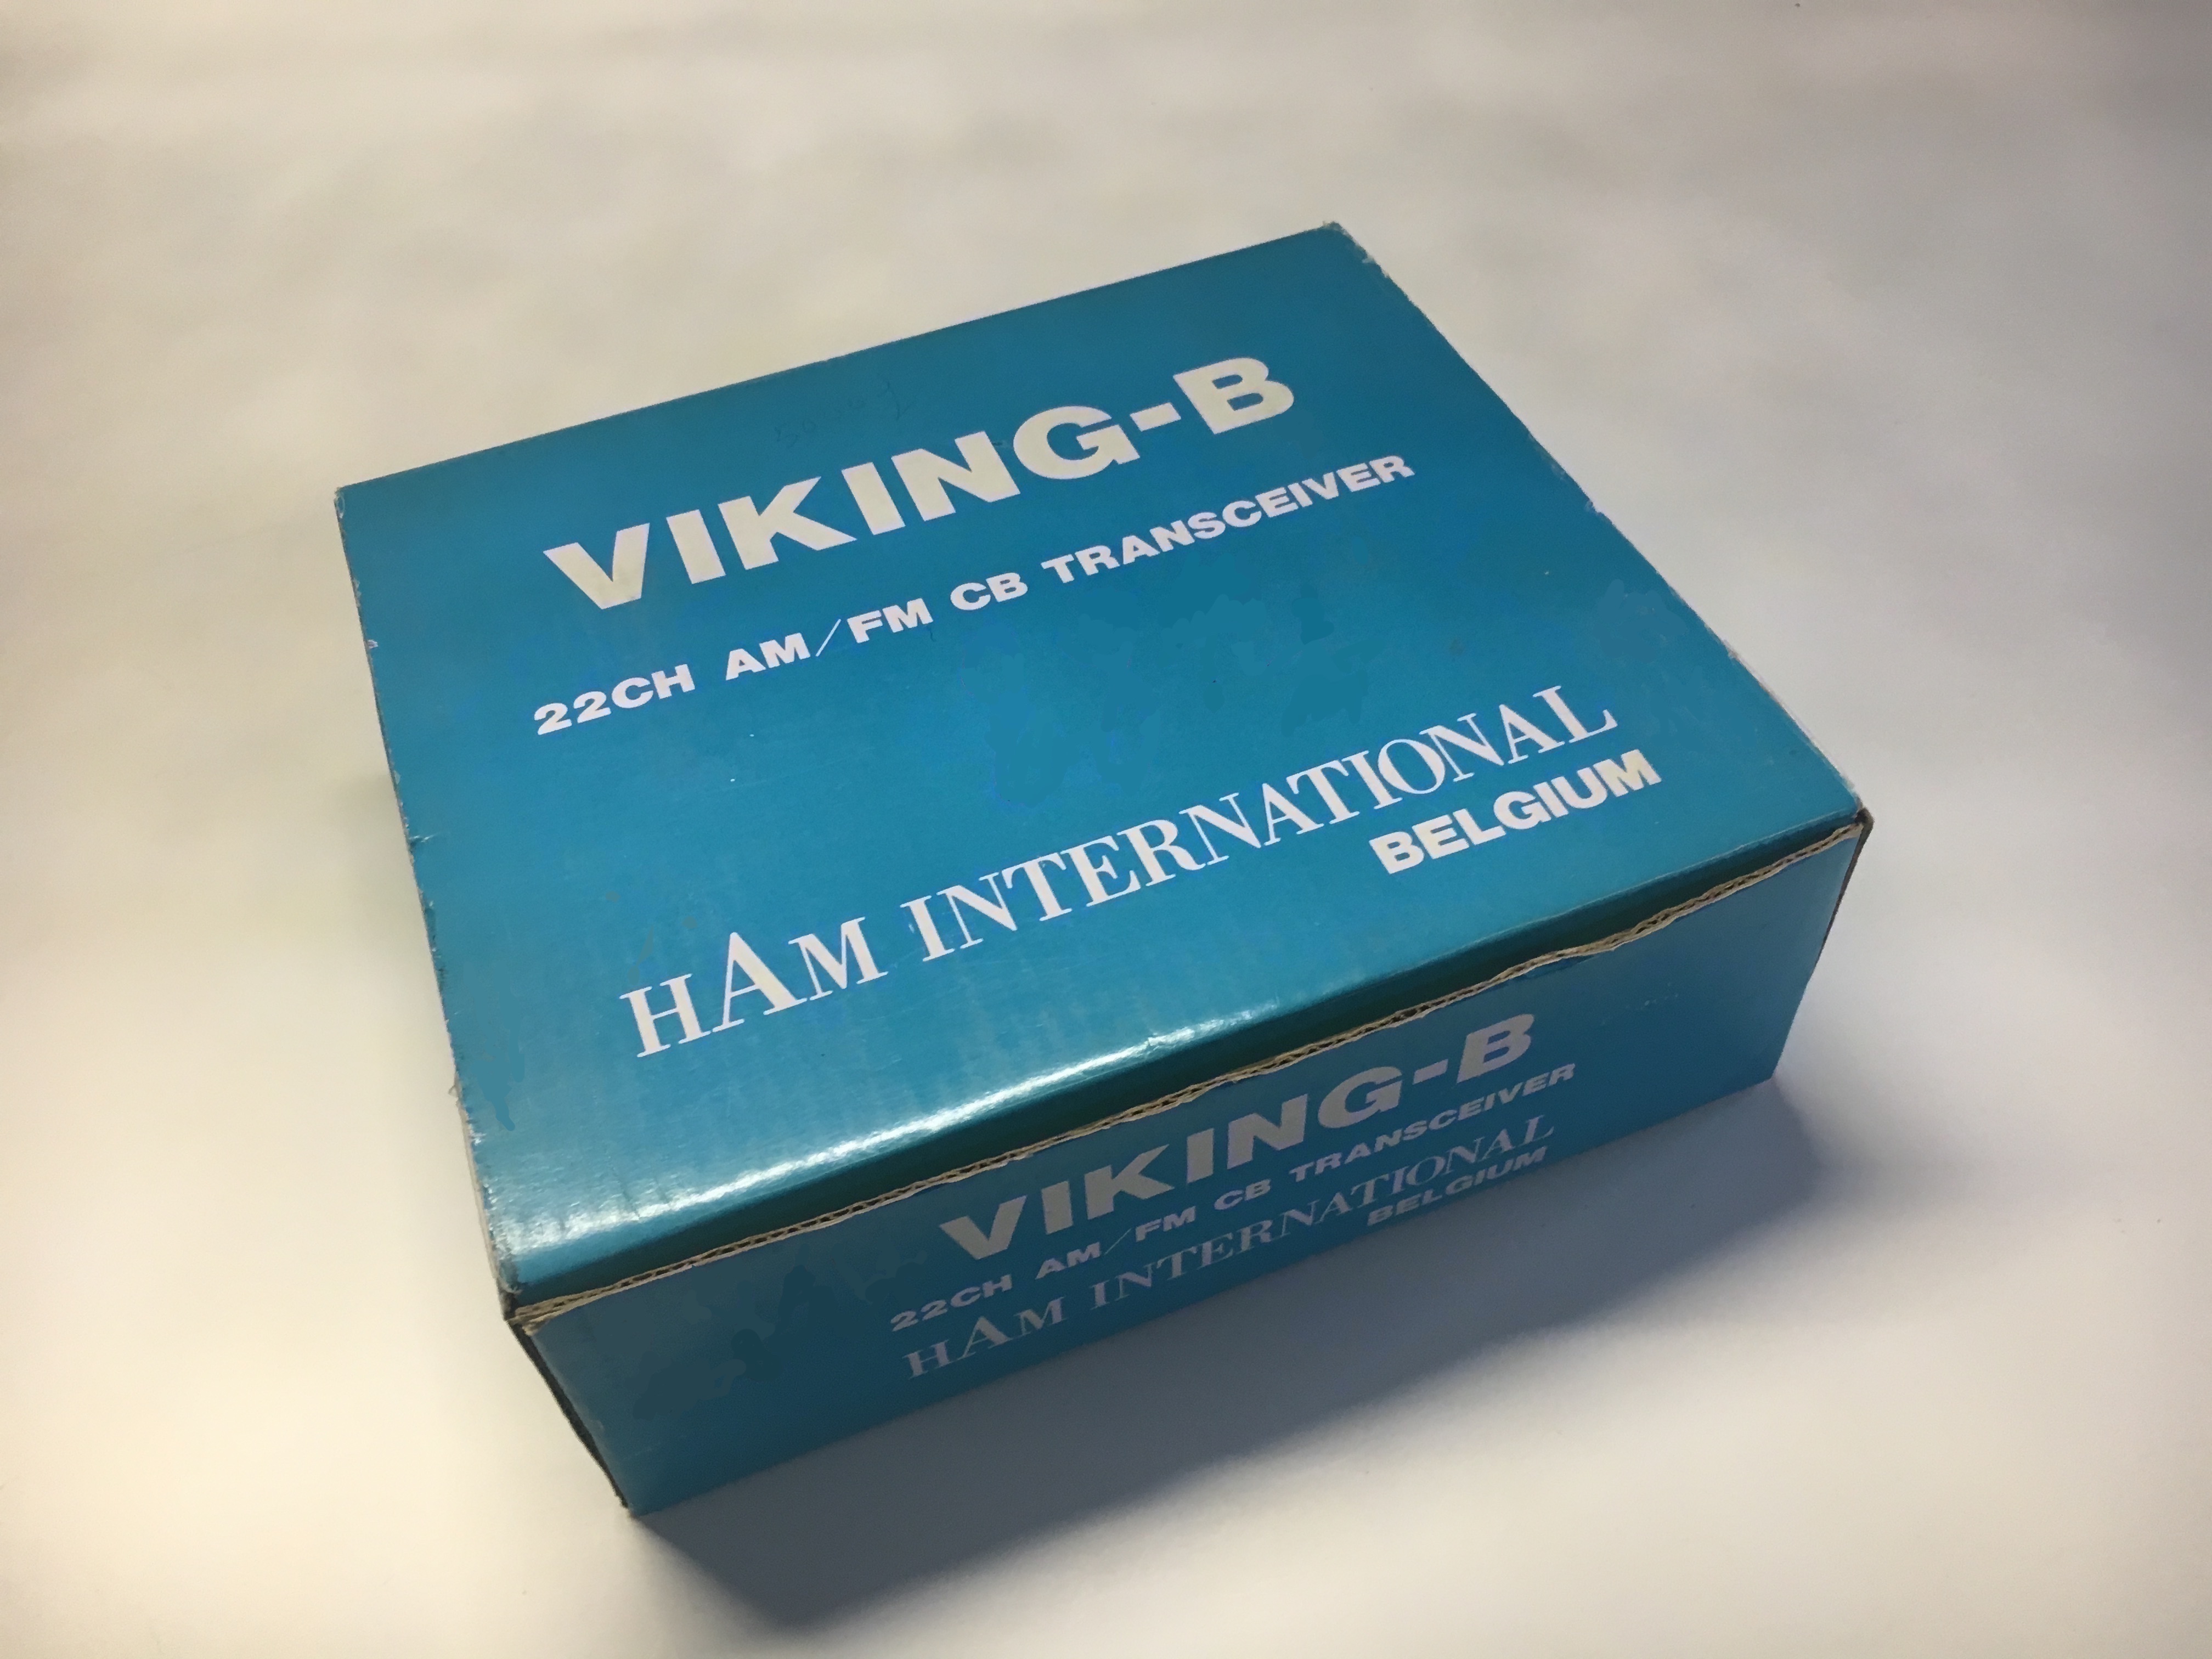 VIKING-B
22CH AM/FM CB TRANSCEIVER
HAM INTERNATIONAL
BELGIUM
VIKING-B
22CH AM/FM CB TRANSCEIVER
HAM INTERNATIONAL
BELGIUM